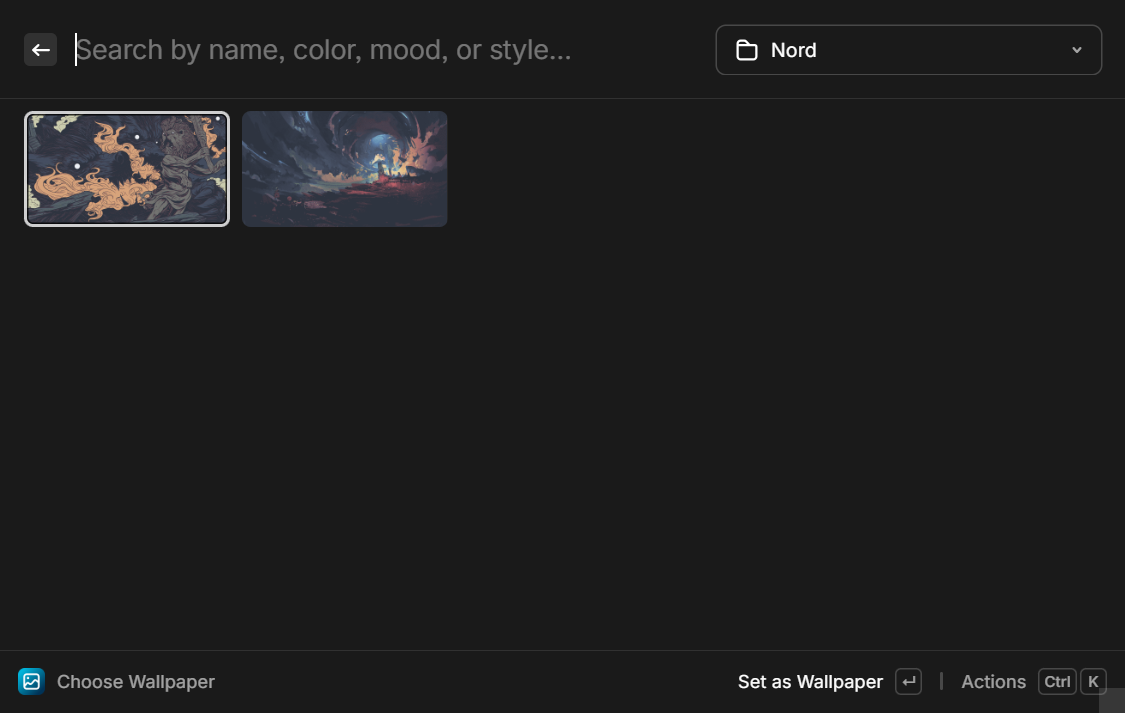 Search by name, color, mood, or style...
Nord
Choose Wallpaper
Set as Wallpaper
Actions Ctrl K